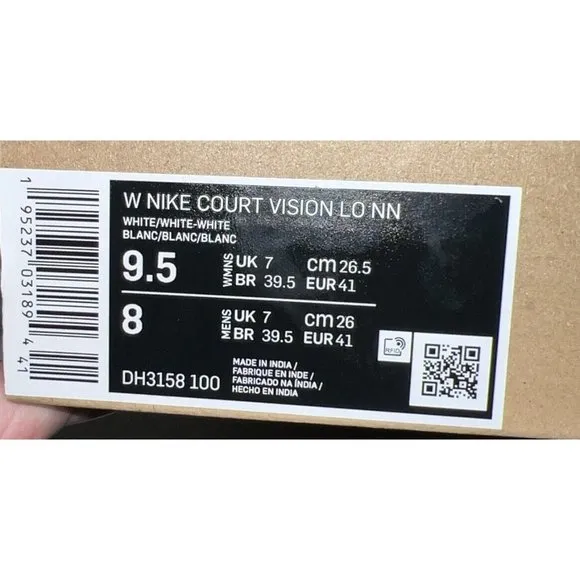 W NIKE COURT VISION LO NN
WHITE/WHITE-WHITE
BLANC/BLANC/BLANC
9.5 WMNS UK 7 cm 26.5
BR 39.5 EUR 41
8 MENS UK 7 cm 26
BR 39.5 EUR 41
DH3158 100
MADE IN INDIA /
FABRIQUE EN INDE /
FABRICADO NA ÍNDIA /
HECHO EN INDIA
RFID
1 95237 03189 4 41